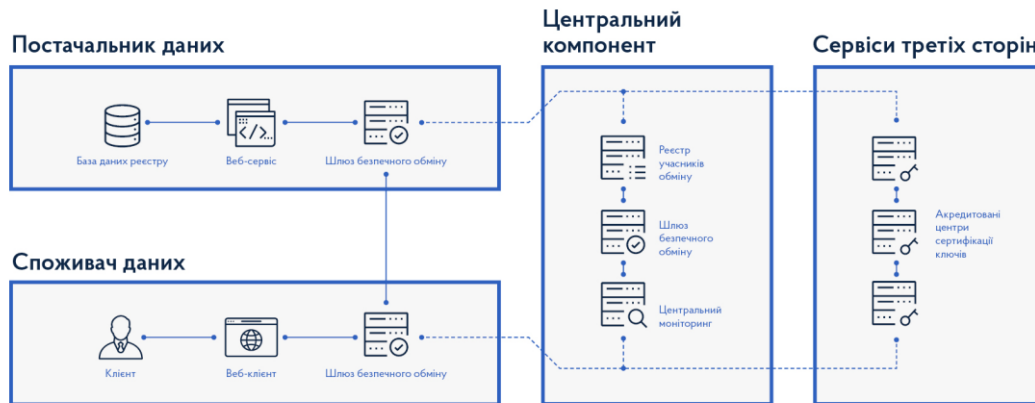 Постачальник даних
База даних реєстру
Веб-сервіс
Шлюз безпечного обміну
Споживач даних
Клієнт
Веб-клієнт
Шлюз безпечного обміну
Центральний
компонент
Реєстр
учасників
обміну
Шлюз
безпечного
обміну
Центральний
моніторинг
Сервіси третіх сторін
Акредитовані
центри
сертифікації
ключів